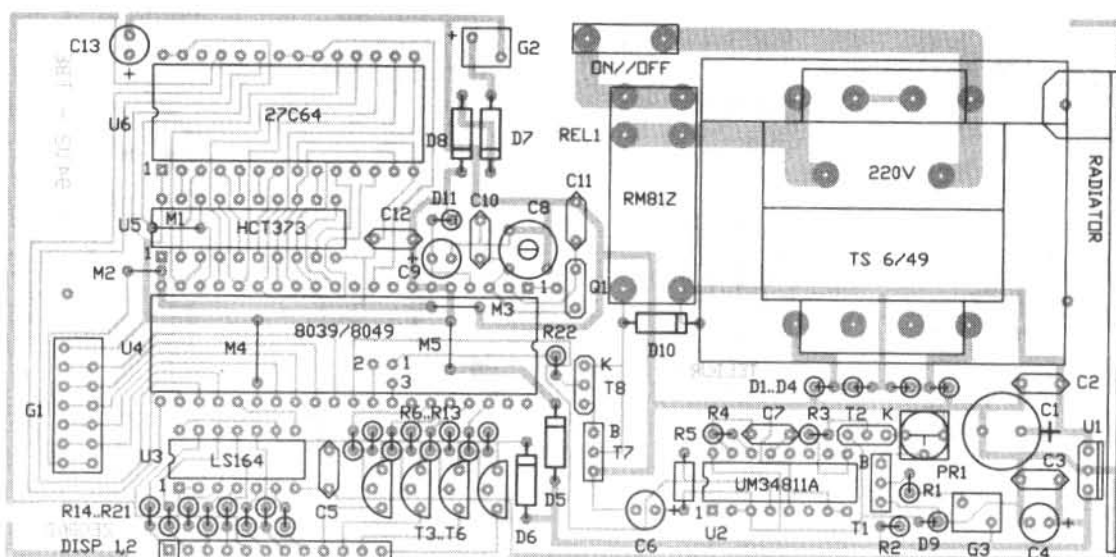 C13
+
G2
+
ON//OFF
27C64
U6
D8
D7
REL1
220V
RADIATOR
1
D11
C10
C11
C8
RM81Z
U5
M1
HCT373
C12
+
C9
TS 6/49
1
M2
1
Q1
M3
8039/8049
R22
U4
M4
M5
D10
2
1
3
K
T8
D1..D4
C2
G1
R6..R13
R4
C7
R3
T2
K
C1
+
U1
B
T7
R5
U3
LS164
PR1
B
C3
1
C5
D5
UM34811A
R1
R14..R21
T3..T6
D6
+
1
U2
T1
R2
D9
G3
+
C6
C4
DISP 1,2
1